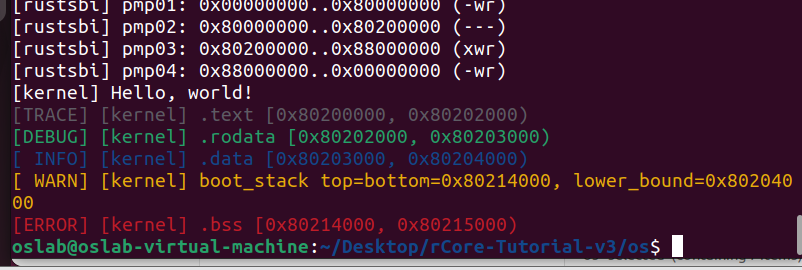 [rustsbi] pmp01: 0x00000000..0x80000000 (-wr)
[rustsbi] pmp02: 0x80000000..0x80200000 (---)
[rustsbi] pmp03: 0x80200000..0x88000000 (xwr)
[rustsbi] pmp04: 0x88000000..0x00000000 (-wr)
[kernel] Hello, world!
[TRACE] [kernel] .text [0x80200000, 0x80202000)
[DEBUG] [kernel] .rodata [0x80202000, 0x80203000)
[ INFO] [kernel] .data [0x80203000, 0x80204000)
[ WARN] [kernel] boot_stack top=bottom=0x80214000, lower_bound=0x802040
00
[ERROR] [kernel] .bss [0x80214000, 0x80215000)
oslab@oslab-virtual-machine:~/Desktop/rCore-Tutorial-v3/os$